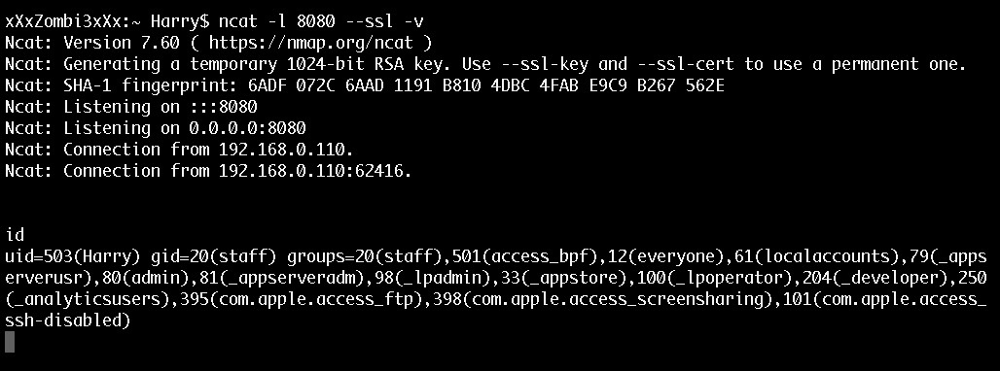 xXxZombi3xXx:~ Harry$ ncat -l 8080 --ssl -v
Ncat: Version 7.60 ( https://nmap.org/ncat )
Ncat: Generating a temporary 1024-bit RSA key. Use --ssl-key and --ssl-cert to use a permanent one.
Ncat: SHA-1 fingerprint: 6ADF 072C 6AAD 1191 B810 4DBC 4FAB E9C9 B267 562E
Ncat: Listening on :::8080
Ncat: Listening on 0.0.0.0:8080
Ncat: Connection from 192.168.0.110.
Ncat: Connection from 192.168.0.110:62416.
id
uid=503(Harry) gid=20(staff) groups=20(staff),501(access_bpf),12(everyone),61(localaccounts),79(_apps
erverusr),80(admin),81(_appserveradm),98(_lpadmin),33(_appstore),100(_lpoperator),204(_developer),250
(_analyticsusers),395(com.apple.access_ftp),398(com.apple.access_screensharing),101(com.apple.access_
ssh-disabled)